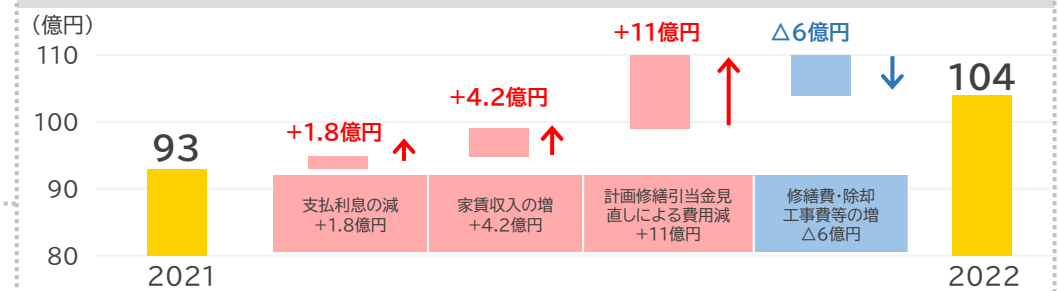 (億円)
110
100
90
80
93
2021
+1.8億円
+4.2億円
+11億円
△6億円
支払利息の減
+1.8億円
家賃収入の増
+4.2億円
計画修繕引当金見
直しによる費用減
+11億円
修繕費・除却
工事費等の増
△6億円
104
2022